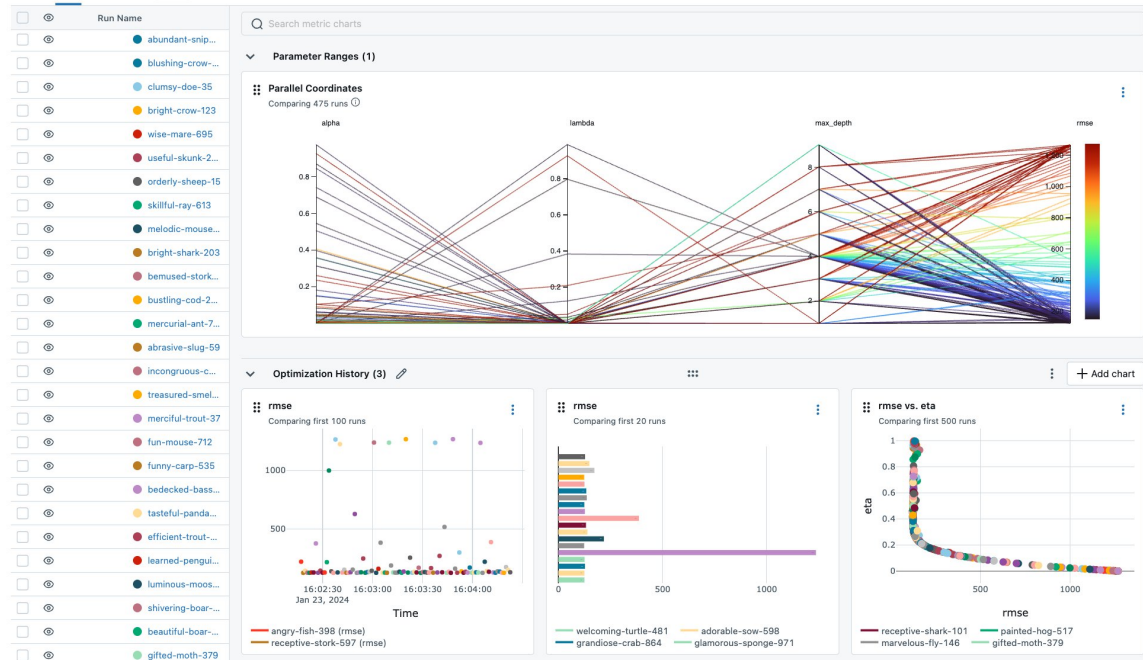 Run Name
abundant-snip...
blushing-crow-...
clumsy-doe-35
bright-crow-123
wise-mare-695
useful-skunk-2...
orderly-sheep-15
skillful-ray-613
melodic-mouse...
bright-shark-203
bemused-stork...
bustling-cod-2...
mercurial-ant-7...
abrasive-slug-59
incongruous-c...
treasured-smel...
merciful-trout-37
fun-mouse-712
funny-carp-535
bedecked-bass...
tasteful-panda...
efficient-trout-...
learned-pengui...
luminous-moos...
shivering-boar-...
beautiful-boar-...
gifted-moth-379
Search metric charts
Parameter Ranges (1)
Parallel Coordinates
Comparing 475 runs
alpha lambda max_depth rmse
0.8
0.6
0.4
0.2
0.8
0.6
0.4
0.2
8
6
4
2
1,000
800
600
400
Optimization History (3)
Add chart
rmse
Comparing first 100 runs
1000
500
16:02:30 16:03:00 16:03:30 16:04:00
Jan 23, 2024
Time
angry-fish-398 (rmse)
receptive-stork-597 (rmse)
rmse
Comparing first 20 runs
0 500 1000
welcoming-turtle-481 adorable-sow-598
grandiose-crab-864 glamorous-sponge-971
rmse vs. eta
Comparing first 500 runs
eta
1
0.8
0.6
0.4
0.2
0
500 1000
rmse
receptive-shark-101 painted-hog-517
marvelous-fly-146 gifted-moth-379